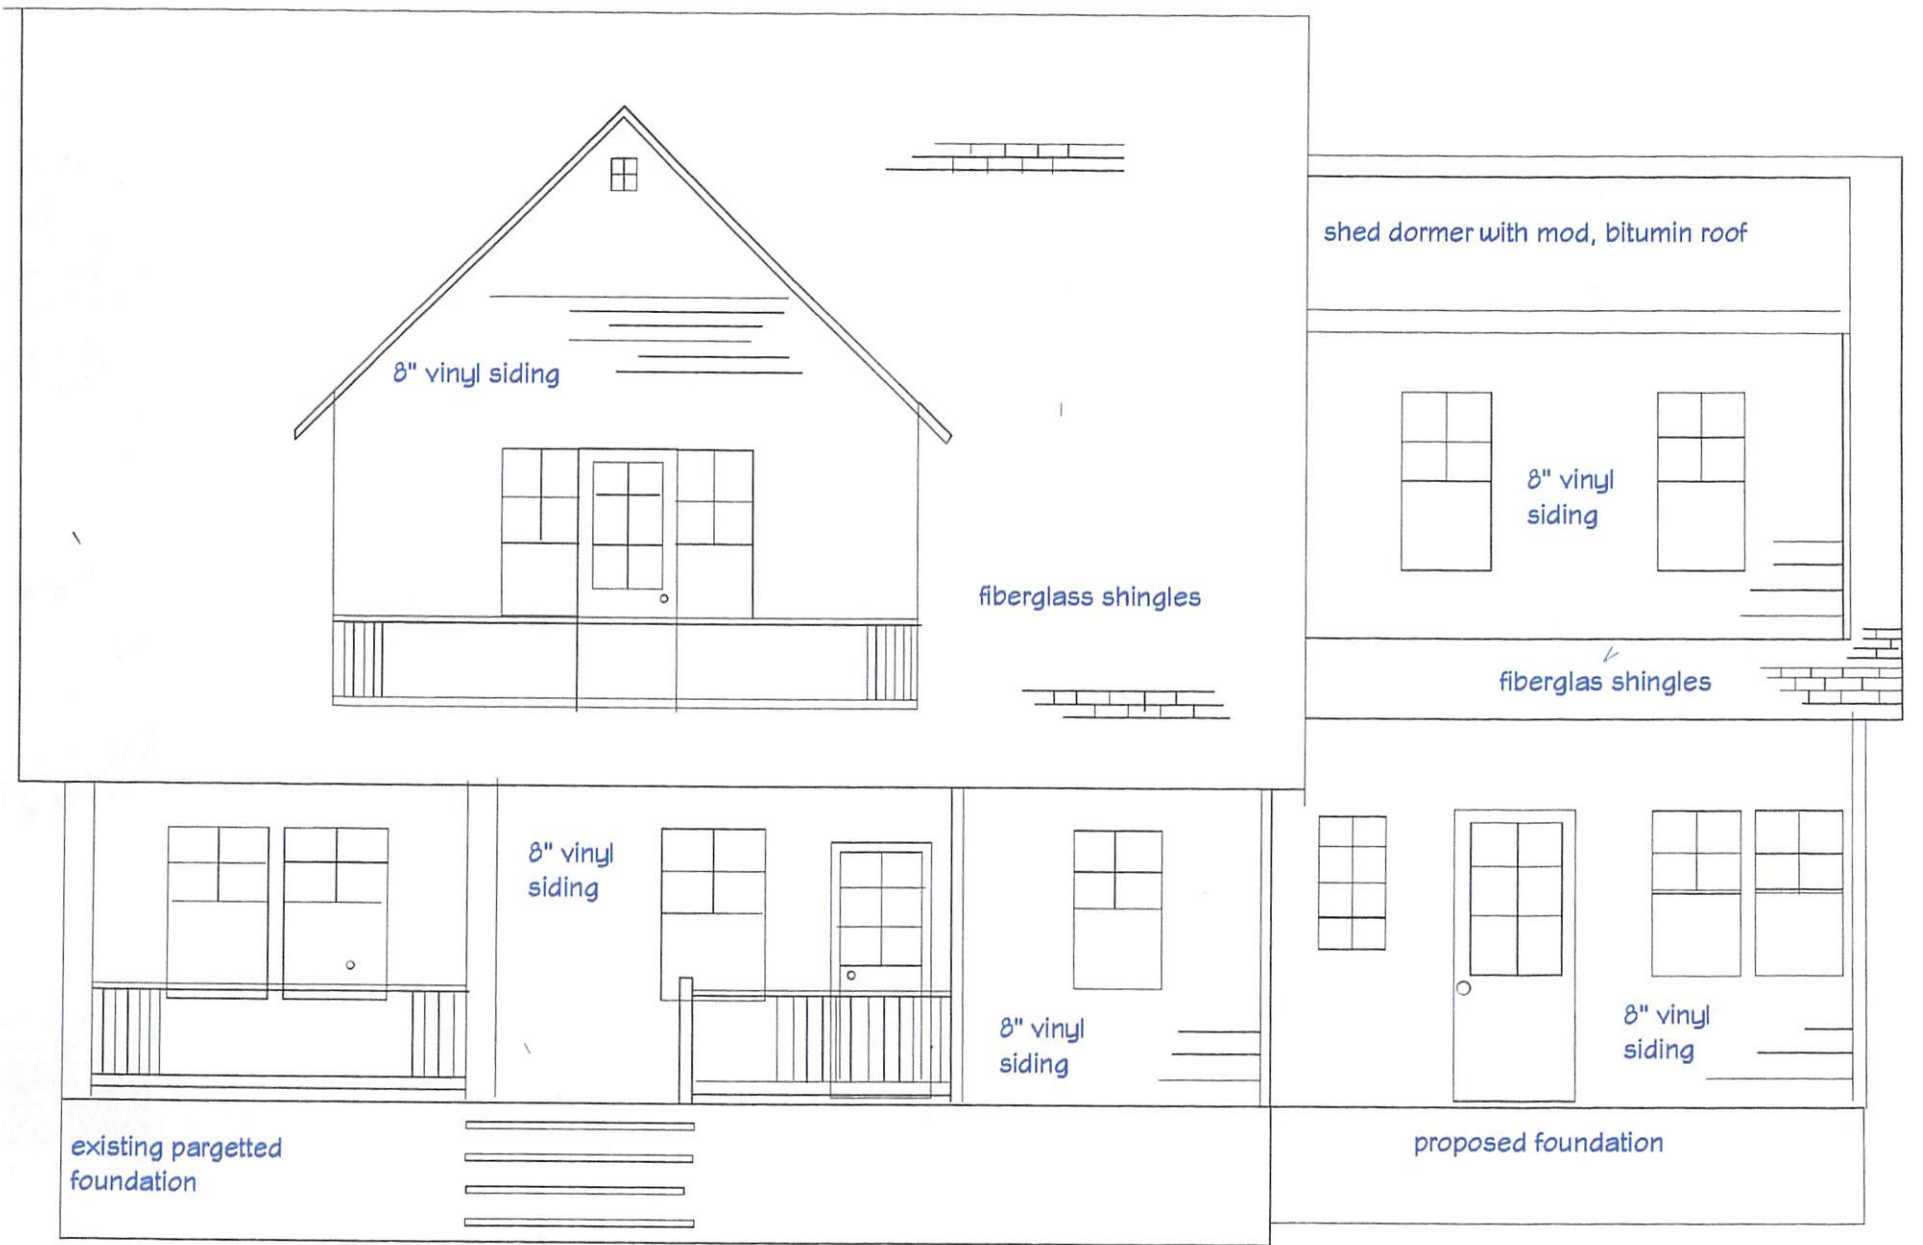 shed dormer with mod, bitumin roof
8" vinyl siding
8" vinyl
siding
fiberglass shingles
fiberglas shingles
8" vinyl
siding
8" vinyl
siding
8" vinyl
siding
existing pargetted
foundation
proposed foundation